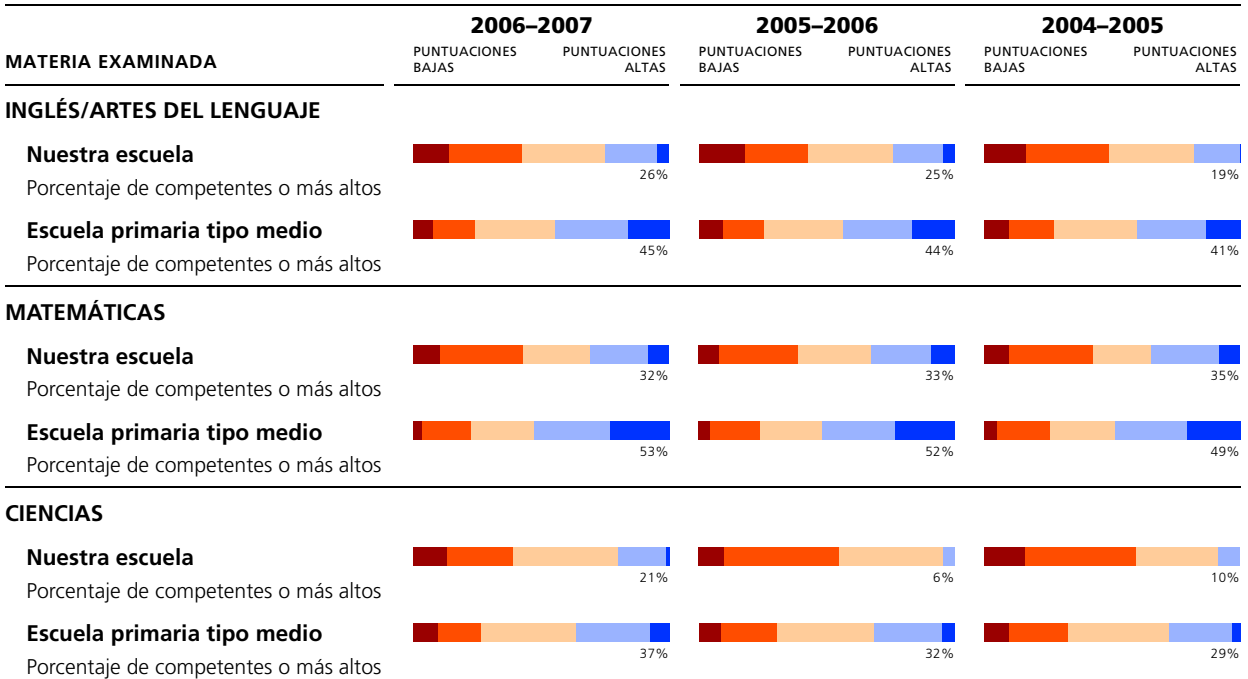 2006–2007 2005–2006 2004–2005
MATERIA EXAMINADA
PUNTUACIONES BAJAS PUNTUACIONES ALTAS PUNTUACIONES BAJAS PUNTUACIONES ALTAS PUNTUACIONES BAJAS PUNTUACIONES ALTAS
INGLÉS/ARTES DEL LENGUAJE
Nuestra escuela
Porcentaje de competentes o más altos 26% 25% 19%
Escuela primaria tipo medio
Porcentaje de competentes o más altos 45% 44% 41%
MATEMÁTICAS
Nuestra escuela
Porcentaje de competentes o más altos 32% 33% 35%
Escuela primaria tipo medio
Porcentaje de competentes o más altos 53% 52% 49%
CIENCIAS
Nuestra escuela
Porcentaje de competentes o más altos 21% 6% 10%
Escuela primaria tipo medio
Porcentaje de competentes o más altos 37% 32% 29%